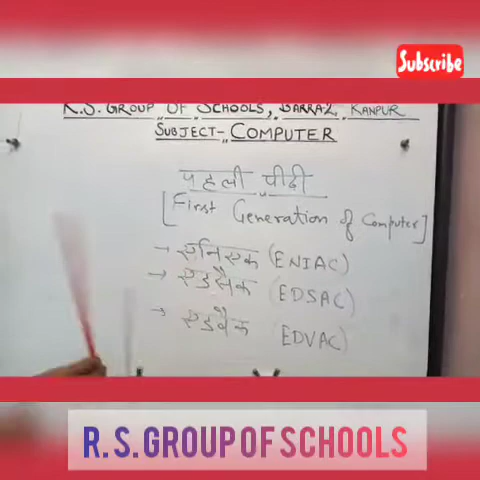 Subscribe
R.S. GROUP OF SCHOOLS, BARRA-2, KANPUR
SUBJECT- COMPUTER
पहली पीढ़ी
[First Generation of Computer]
→ एनिएक (ENIAC)
→ एडसैक (EDSAC)
→ एडवैक (EDVAC)
R. S. GROUP OF SCHOOLS